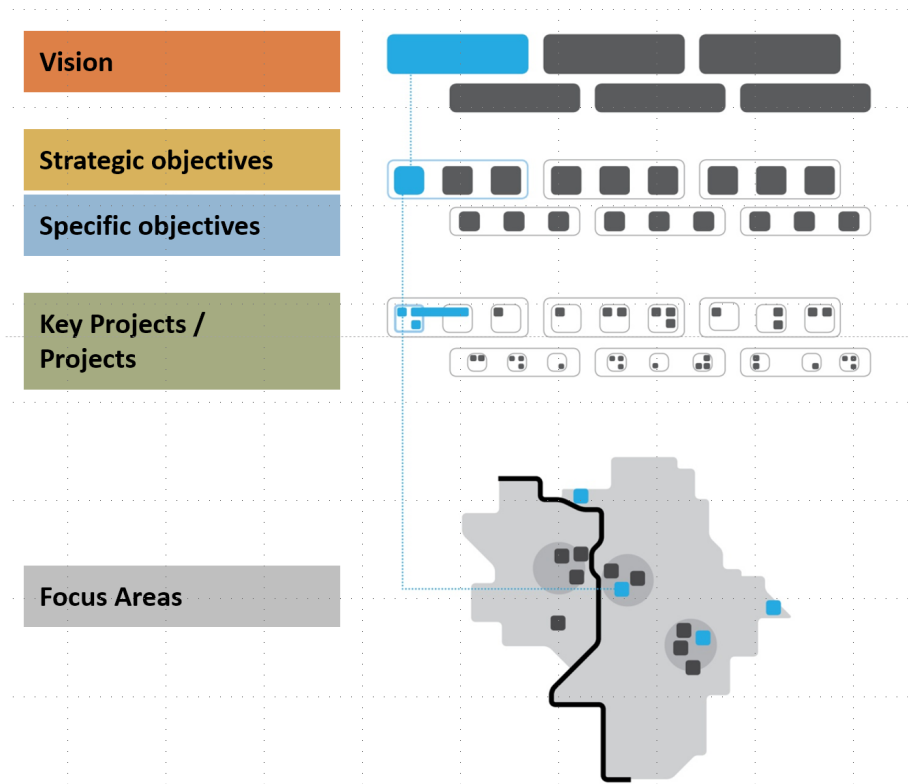 Vision
Strategic objectives
Specific objectives
Key Projects /
Projects
Focus Areas